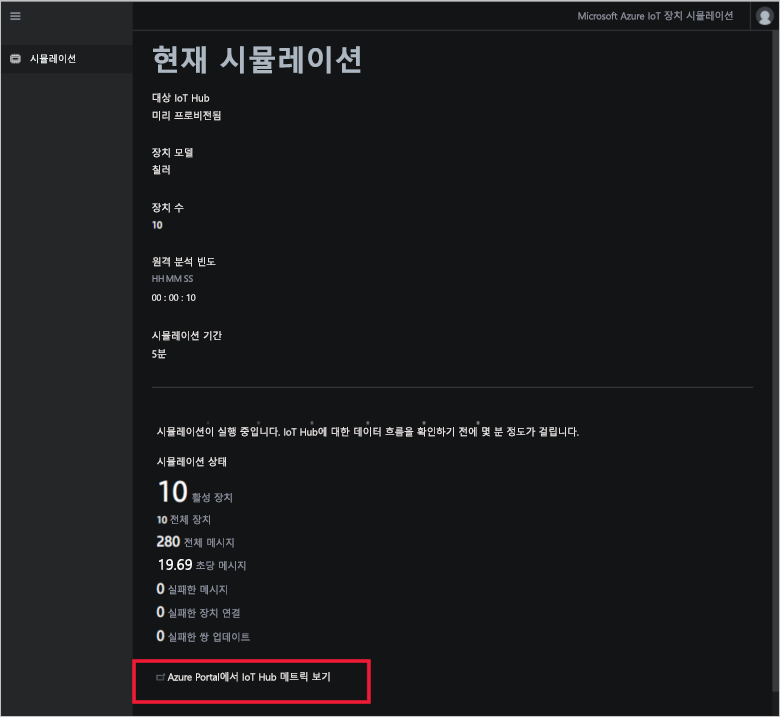 Microsoft Azure IoT 장치 시뮬레이션
시뮬레이션
현재 시뮬레이션
대상 IoT Hub
미리 프로비전됨
장치 모델
칠러
장치 수
10
원격 분석 빈도
HH MM SS
00 : 00 : 10
시뮬레이션 기간
5분
시뮬레이션이 실행 중입니다. IoT Hub에 대한 데이터 흐름을 확인하기 전에 몇 분 정도가 걸립니다.
시뮬레이션 상태
10 활성 장치
10 전체 장치
280 전체 메시지
19.69 초당 메시지
0 실패한 메시지
0 실패한 장치 연결
0 실패한 쌍 업데이트
Azure Portal에서 IoT Hub 메트릭 보기